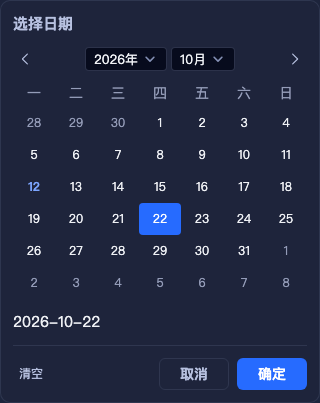 选择日期
2026年 10月
一 二 三 四 五 六 日
28 29 30 1 2 3 4
5 6 7 8 9 10 11
12 13 14 15 16 17 18
19 20 21 22 23 24 25
26 27 28 29 30 31 1
2 3 4 5 6 7 8
2026-10-22
清空 取消 确定